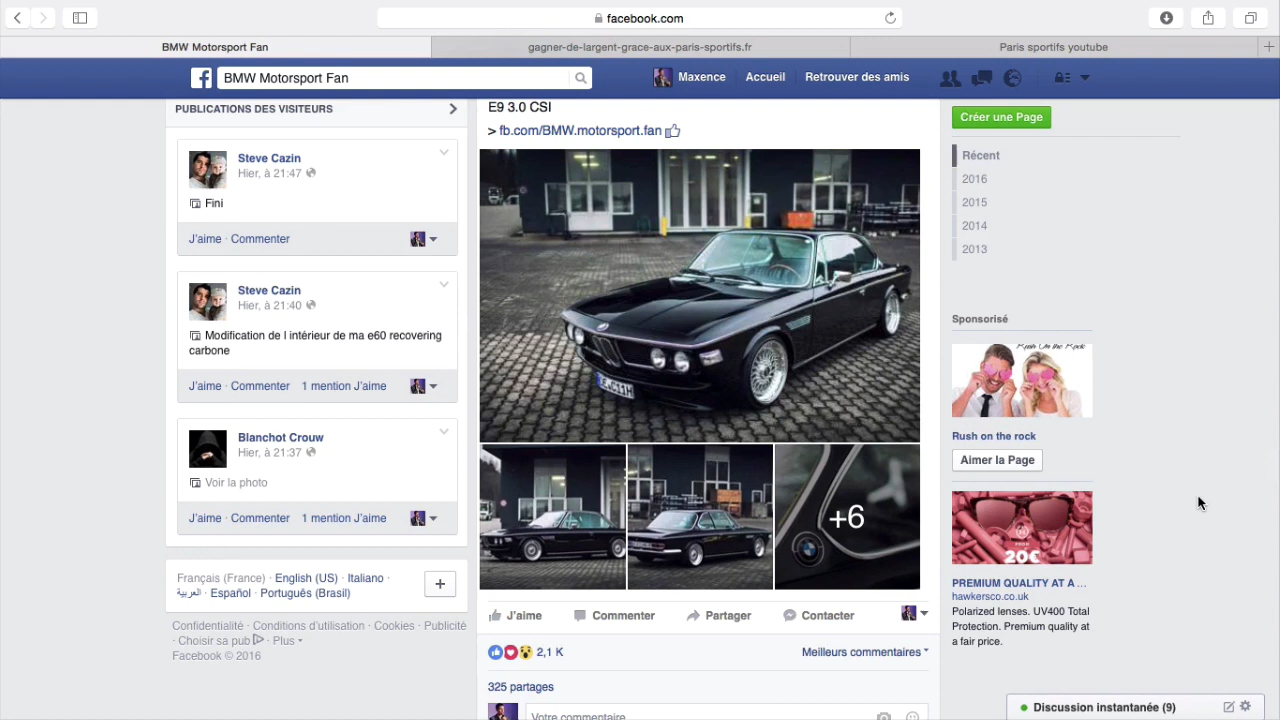 facebook.com
BMW Motorsport Fan
gagner-de-largent-grace-aux-paris-sportifs.fr
Paris sportifs youtube
BMW Motorsport Fan
Maxence
Accueil
Retrouver des amis
PUBLICATIONS DES VISITEURS
Steve Cazin
Hier, à 21:47
Fini
J'aime · Commenter
Steve Cazin
Hier, à 21:40
Modification de l intérieur de ma e60 recovering
carbone
J'aime · Commenter 1 mention J'aime
Blanchot Crouw
Hier, à 21:37
Voir la photo
J'aime · Commenter 1 mention J'aime
Français (France) · English (US) · Italiano ·
العربية · Español · Português (Brasil)
Confidentialité · Conditions d'utilisation · Cookies · Publicité
· Choisir sa pub · Plus
Facebook © 2016
E9 3.0 CSI
> fb.com/BMW.motorsport.fan
+6
J'aime
Commenter
Partager
Contacter
2,1 K
Meilleurs commentaires
325 partages
Votre commentaire
Créer une Page
Récent
2016
2015
2014
2013
Sponsorisé
Rush on the Rock
Rush on the rock
Aimer la Page
20€
PREMIUM QUALITY AT A ...
hawkersco.co.uk
Polarized lenses. UV400 Total
Protection. Premium quality at
a fair price.
Discussion instantanée (9)